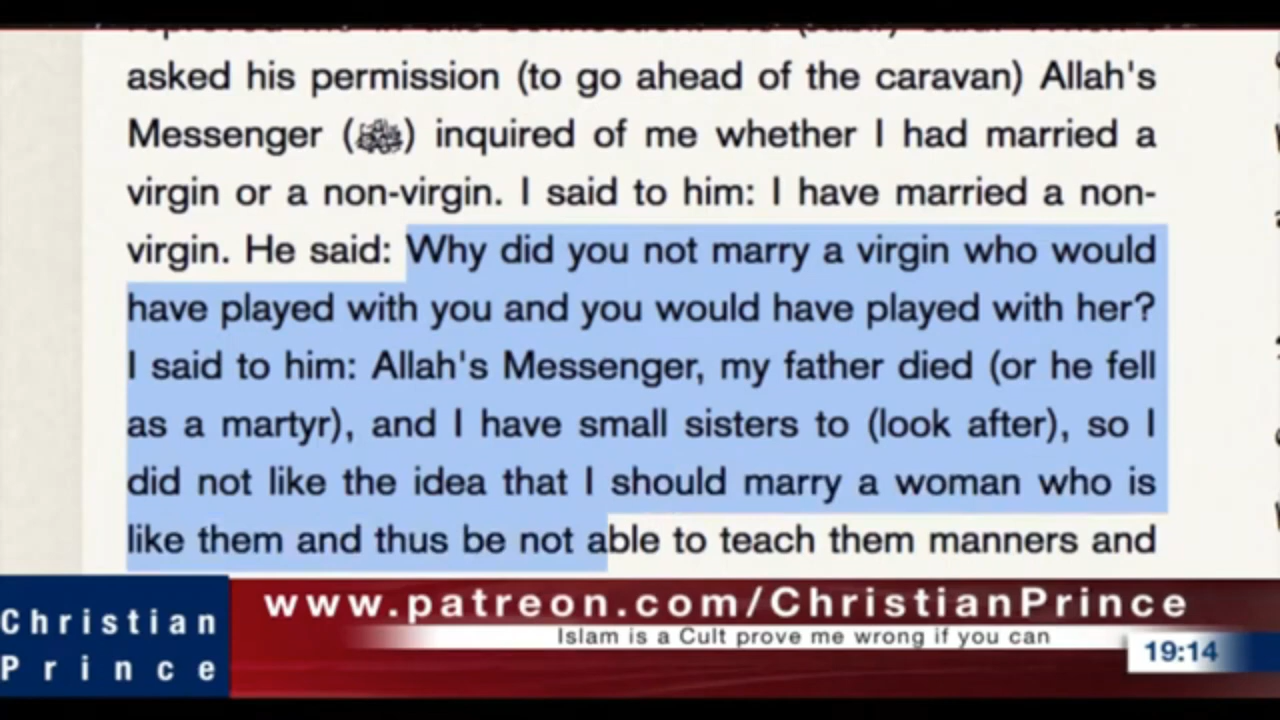 asked his permission (to go ahead of the caravan) Allah's
Messenger (ﷺ) inquired of me whether I had married a
virgin or a non-virgin. I said to him: I have married a non-
virgin. He said: Why did you not marry a virgin who would
have played with you and you would have played with her?
I said to him: Allah's Messenger, my father died (or he fell
as a martyr), and I have small sisters to (look after), so I
did not like the idea that I should marry a woman who is
like them and thus be not able to teach them manners and
www.patreon.com/ChristianPrince
Islam is a Cult prove me wrong if you can
Christian
Prince
19:14